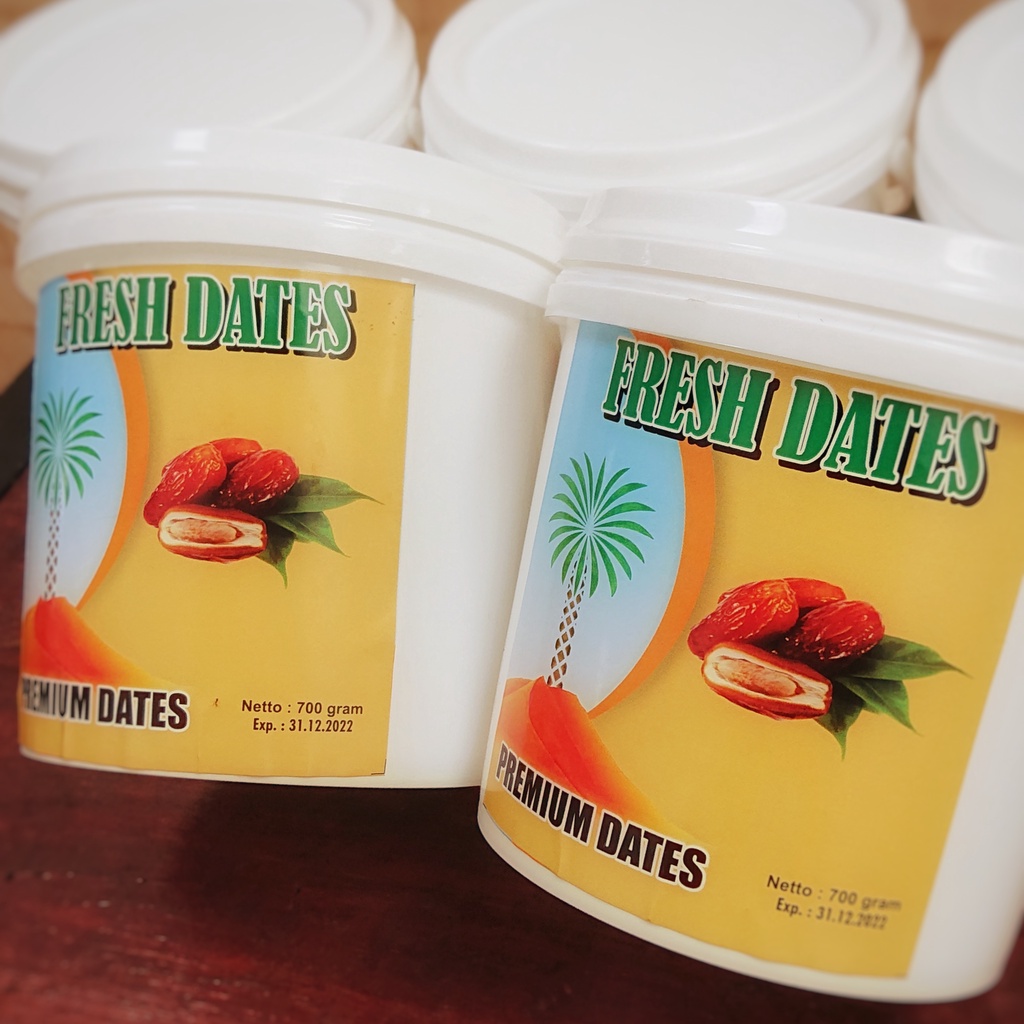 FRESH DATES
PREMIUM DATES
Netto : 700 gram
Exp. : 31.12.2022
FRESH DATES
PREMIUM DATES
Netto : 700 gram
Exp. : 31.12.2022